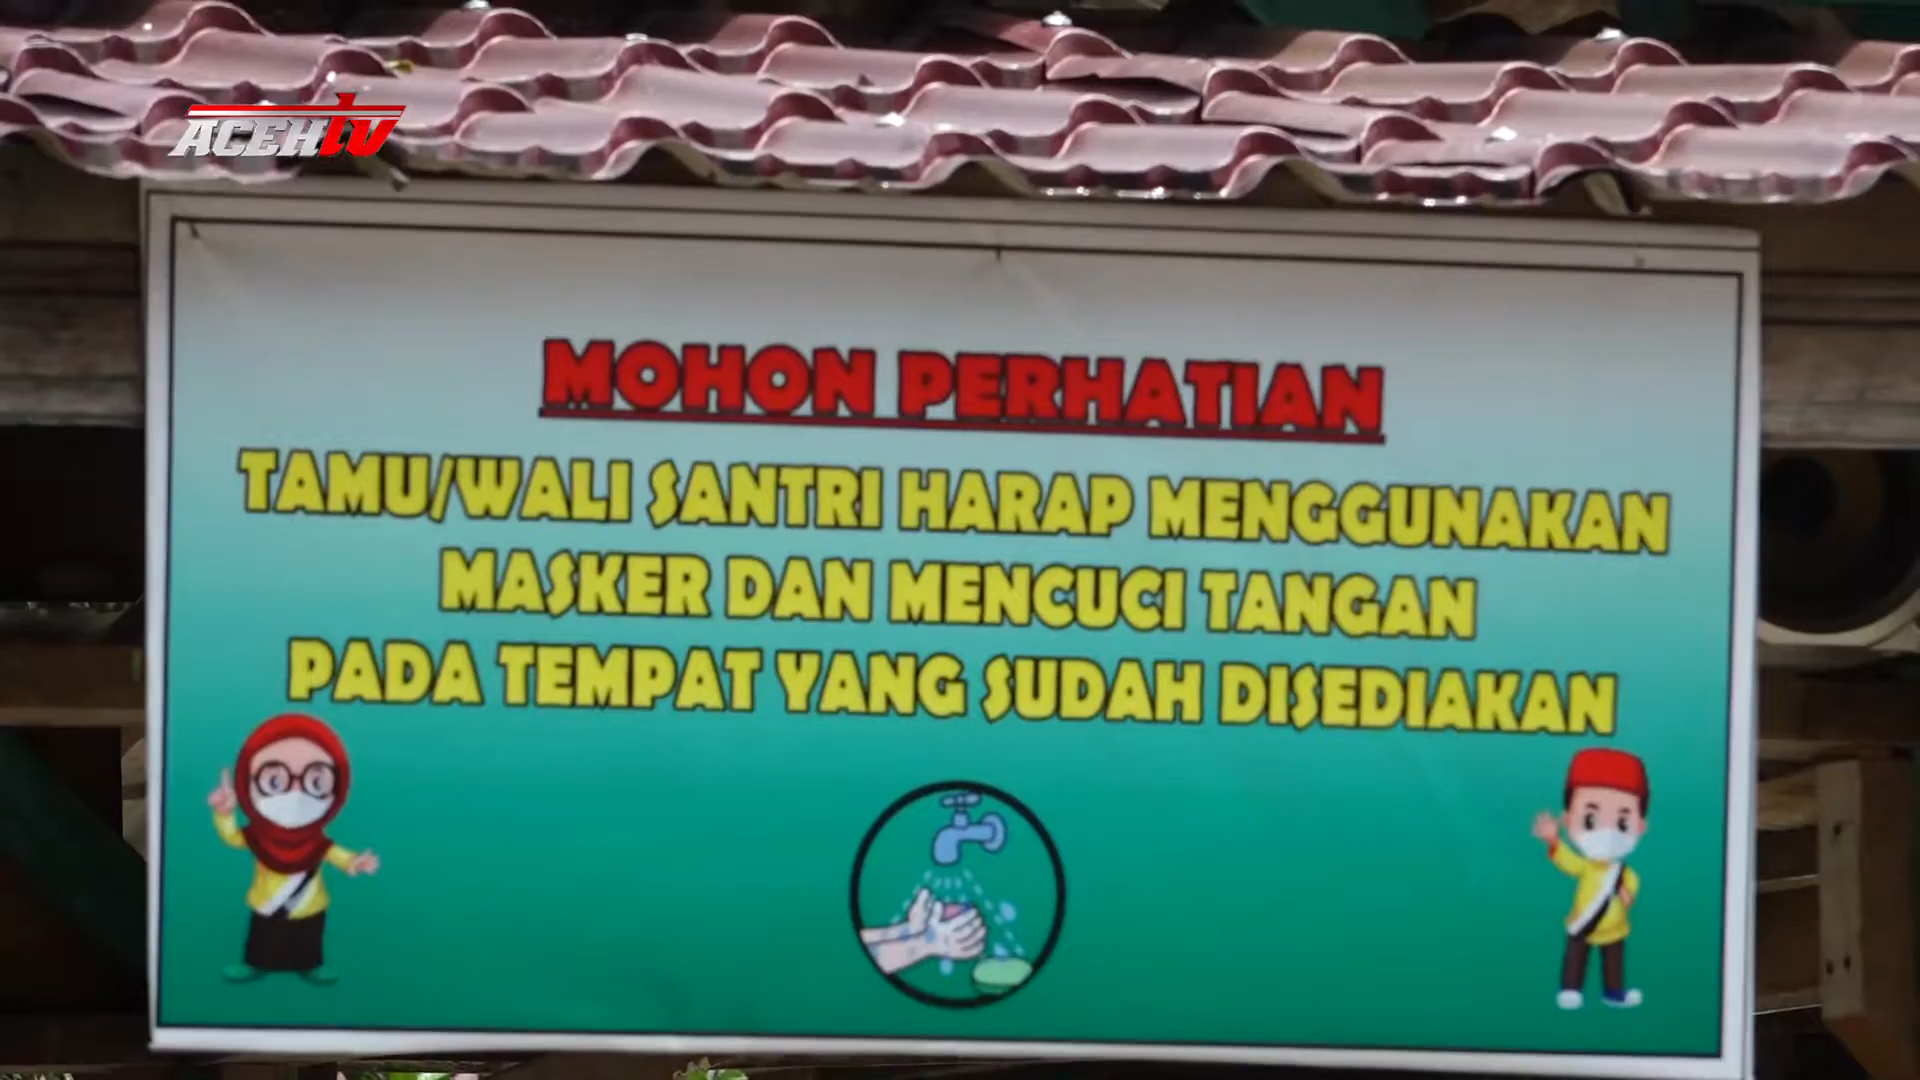 ACEHTV
MOHON PERHATIAN
TAMU/WALI SANTRI HARAP MENGGUNAKAN
MASKER DAN MENCUCI TANGAN
PADA TEMPAT YANG SUDAH DISEDIAKAN